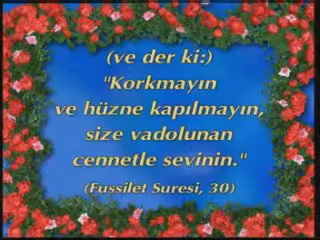 (ve der ki:)
"Korkmayın
ve hüzne kapılmayın,
size vadolunan
cennetle sevinin."
(Fussilet Suresi, 30)